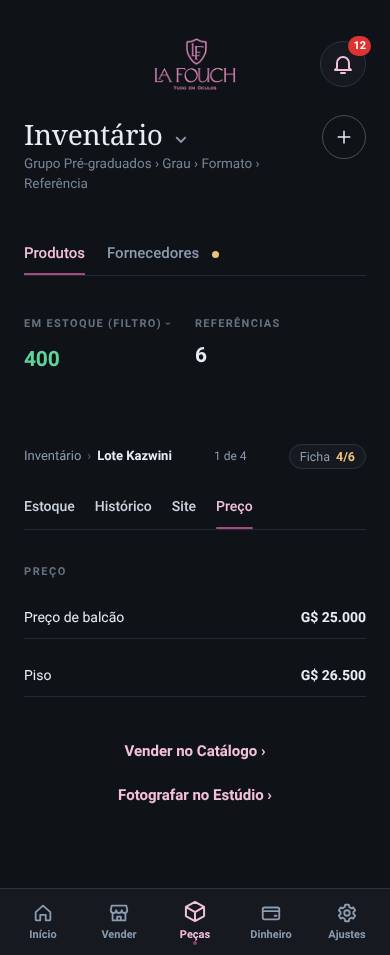 12
LF
LA FOUCH
TUDO EM ÓCULOS
Inventário
Grupo Pré-graduados › Grau › Formato ›
Referência
Produtos Fornecedores
EM ESTOQUE (FILTRO) REFERÊNCIAS
400 6
Inventário › Lote Kazwini 1 de 4 Ficha 4/6
Estoque Histórico Site Preço
PREÇO
Preço de balcão G$ 25.000
Piso G$ 26.500
Vender no Catálogo ›
Fotografar no Estúdio ›
Início Vender Peças Dinheiro Ajustes